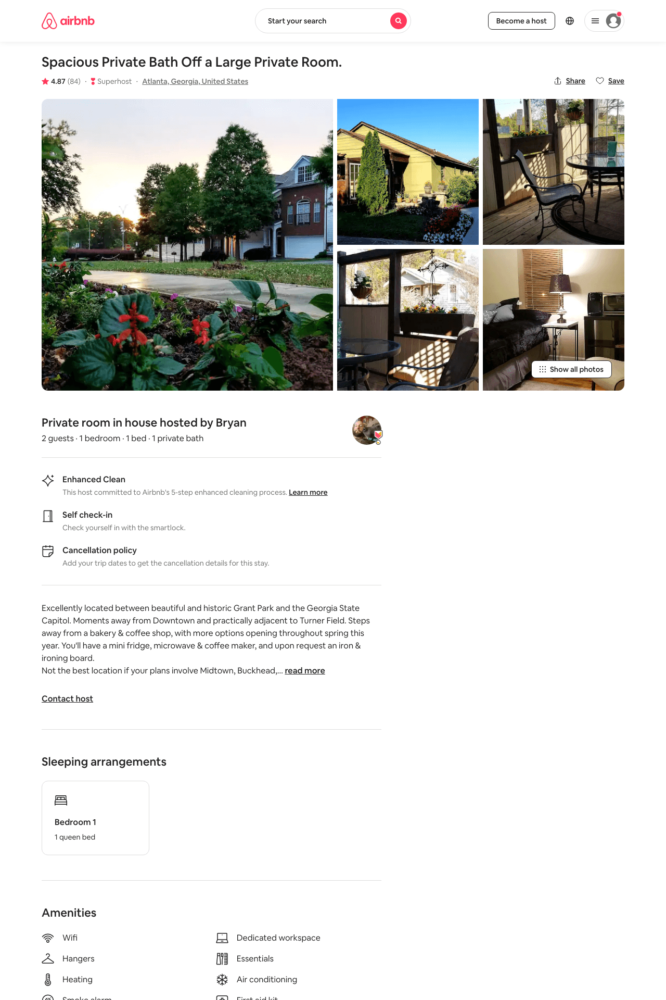 airbnb
Start your search
Become a host
Spacious Private Bath Off a Large Private Room.
4.87 (84) · Superhost · Atlanta, Georgia, United States
Share
Save
Show all photos
Private room in house hosted by Bryan
2 guests · 1 bedroom · 1 bed · 1 private bath
Enhanced Clean
This host committed to Airbnb's 5-step enhanced cleaning process. Learn more
Self check-in
Check yourself in with the smartlock.
Cancellation policy
Add your trip dates to get the cancellation details for this stay.
Excellently located between beautiful and historic Grant Park and the Georgia State
Capitol. Moments away from Downtown and practically adjacent to Turner Field. Steps
away from a bakery & coffee shop, with more options opening throughout spring this
year. You'll have a mini fridge, microwave & coffee maker, and upon request an iron &
ironing board.
Not the best location if your plans involve Midtown, Buckhead,... read more
Contact host
Sleeping arrangements
Bedroom 1
1 queen bed
Amenities
Wifi
Dedicated workspace
Hangers
Essentials
Heating
Air conditioning
Smoke alarm
First aid kit